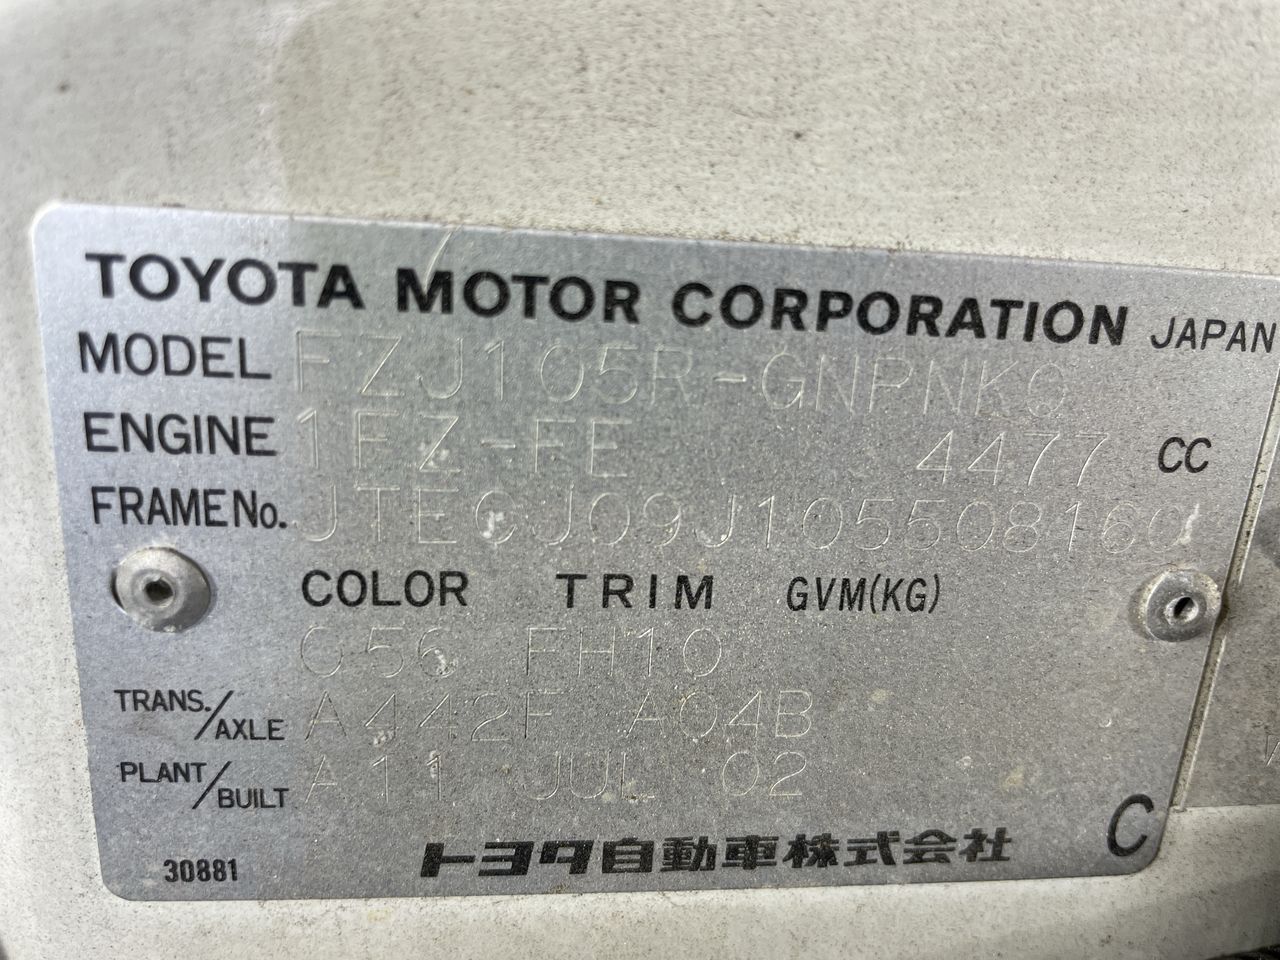 TOYOTA MOTOR CORPORATION JAPAN
MODEL FZJ105R-GNPNKQ
ENGINE 1FZ-FE 4477 CC
FRAME No. JTECJ09J105508160
COLOR TRIM GVM(KG)
056 FH10
TRANS./AXLE A442F A04B
PLANT/BUILT A11 JUL 02
30881 トヨタ自動車株式会社 C